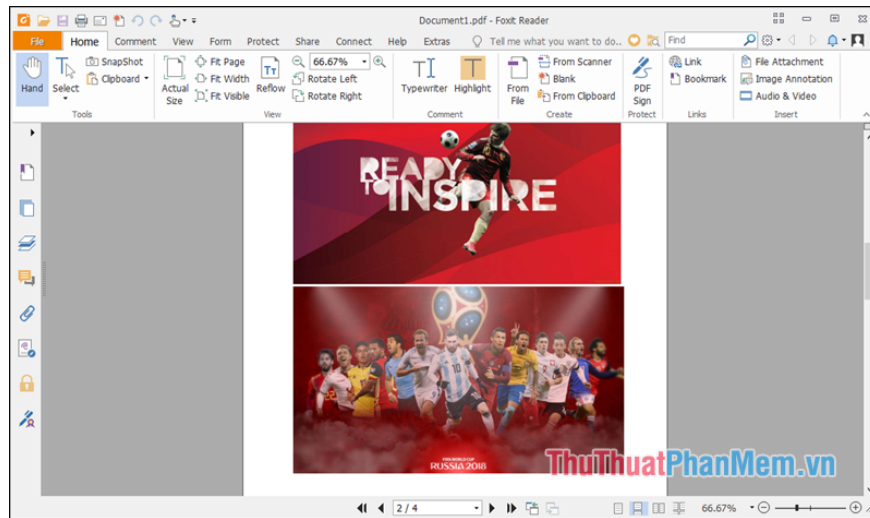 Document1.pdf - Foxit Reader
File Home Comment View Form Protect Share Connect Help Extras Tell me what you want to do.. Find
Hand
Select
SnapShot
Clipboard
Tools
Actual Size
Fit Page
Fit Width
Fit Visible
Reflow
66.67%
Rotate Left
Rotate Right
View
Typewriter
Highlight
Comment
From File
From Scanner
Blank
From Clipboard
Create
PDF Sign
Protect
Link
Bookmark
Links
File Attachment
Image Annotation
Audio & Video
Insert
READY
TO INSPIRE
FIFA WORLD CUP
RUSSIA 2018
ThuThuatPhanMem.vn
2 / 4
66.67%